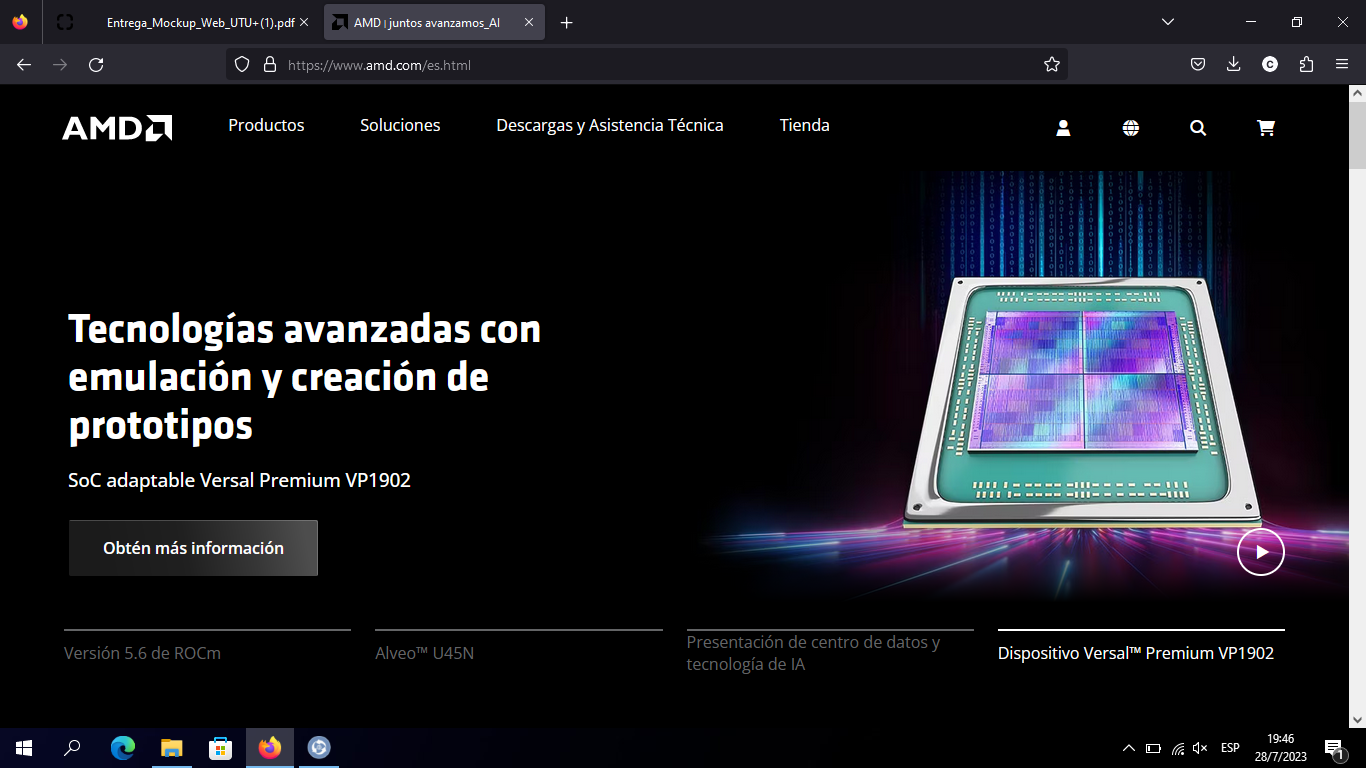 Entrega_Mockup_Web_UTU+(1).pdf
AMD | juntos avanzamos_AI
https://www.amd.com/es.html
AMD
Productos
Soluciones
Descargas y Asistencia Técnica
Tienda
Tecnologías avanzadas con
emulación y creación de
prototipos
SoC adaptable Versal Premium VP1902
Obtén más información
Versión 5.6 de ROCm
Alveo™ U45N
Presentación de centro de datos y
tecnología de IA
Dispositivo Versal™ Premium VP1902
ESP
19:46
28/7/2023
1